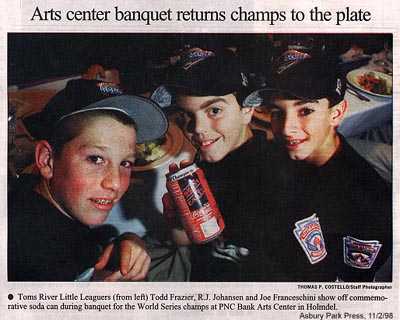 Arts center banquet returns champs to the plate
THOMAS P. COSTELLO/Staff Photographer
● Toms River Little Leaguers (from left) Todd Frazier, R.J. Johansen and Joe Franceschini show off commemo-
rative soda can during banquet for the World Series champs at PNC Bank Arts Center in Holmdel.
Asbury Park Press, 11/2/98